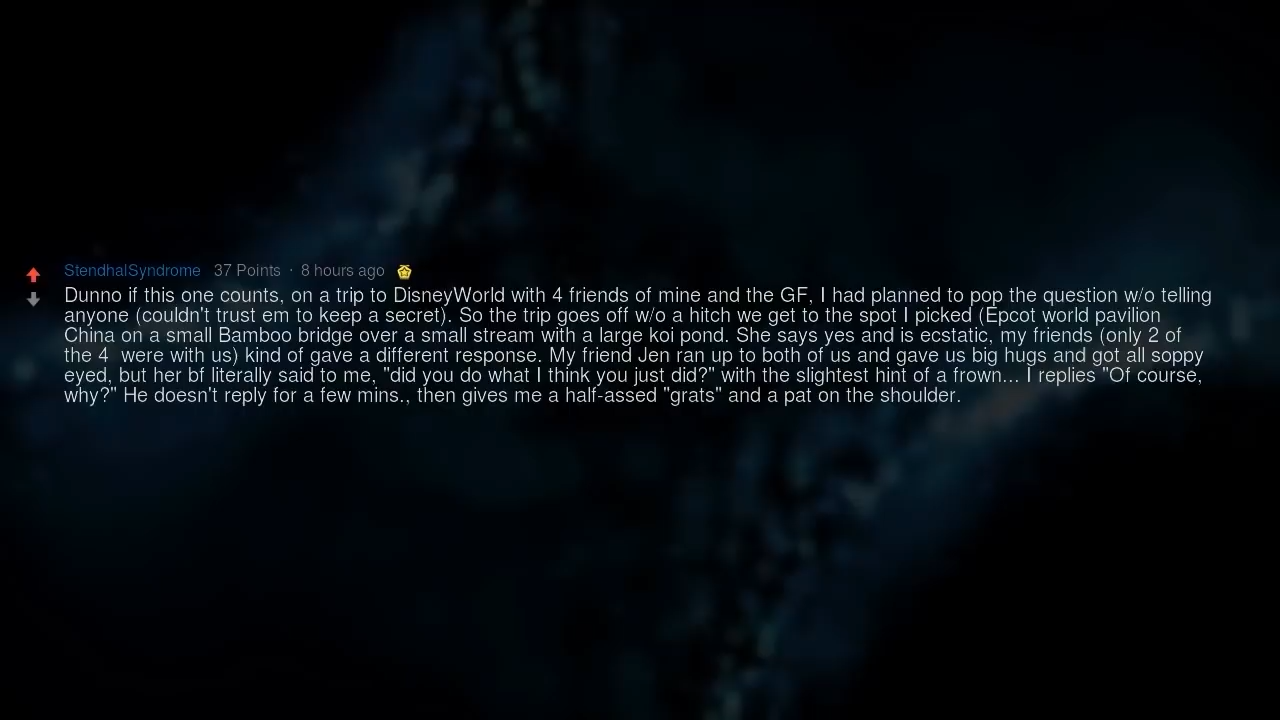 StendhalSyndrome 37 Points · 8 hours ago
Dunno if this one counts, on a trip to DisneyWorld with 4 friends of mine and the GF, I had planned to pop the question w/o telling
anyone (couldn't trust em to keep a secret). So the trip goes off w/o a hitch we get to the spot I picked (Epcot world pavilion
China on a small Bamboo bridge over a small stream with a large koi pond. She says yes and is ecstatic, my friends (only 2 of
the 4  were with us) kind of gave a different response. My friend Jen ran up to both of us and gave us big hugs and got all soppy
eyed, but her bf literally said to me, "did you do what I think you just did?" with the slightest hint of a frown... I replies "Of course,
why?" He doesn't reply for a few mins., then gives me a half-assed "grats" and a pat on the shoulder.